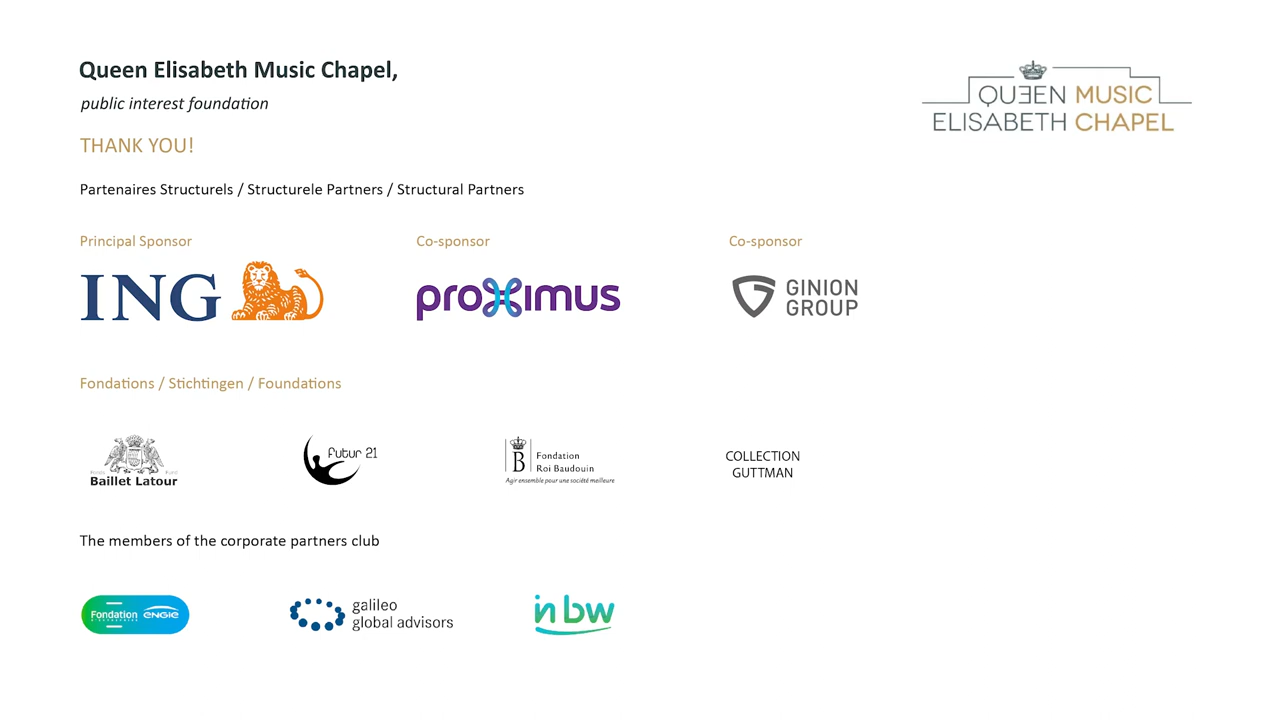 Queen Elisabeth Music Chapel,
public interest foundation
THANK YOU!
QUEEN MUSIC
ELISABETH CHAPEL
Partenaires Structurels / Structurele Partners / Structural Partners
Principal Sponsor
Co-sponsor
Co-sponsor
ING
proximus
GINION
GROUP
Fondations / Stichtingen / Foundations
Fonds
Fund
Baillet Latour
Futur 21
B
Fondation
Roi Baudouin
Agir ensemble pour une société meilleure
COLLECTION
GUTTMAN
The members of the corporate partners club
Fondation
ENGIE
galileo
global advisors
in bw